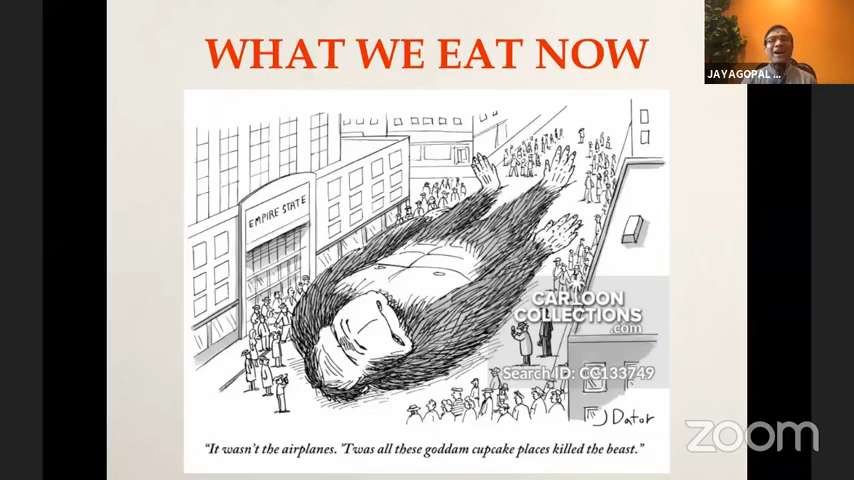 WHAT WE EAT NOW
JAYAGOPAL ...
EMPIRE STATE
CARTOON
COLLECTIONS
.com
Search ID: CC133749
J Dator
zoom
"It wasn't the airplanes. 'Twas all these goddam cupcake places killed the beast."